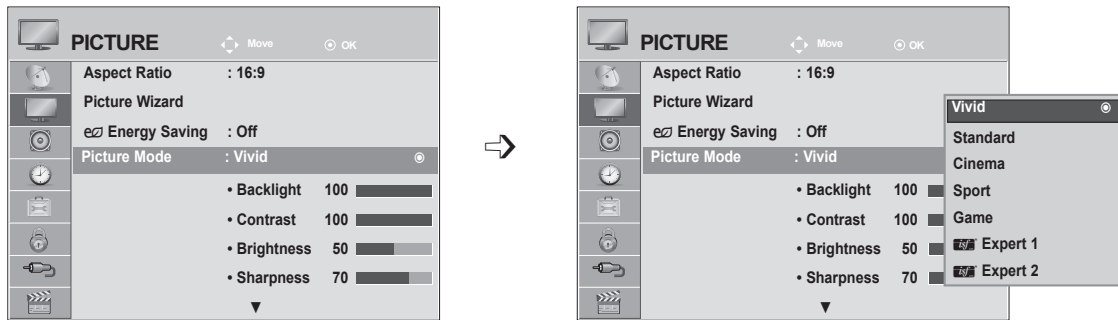 PICTURE Move OK
Aspect Ratio : 16:9
Picture Wizard
Energy Saving : Off
Picture Mode : Vivid
• Backlight 100
• Contrast 100
• Brightness 50
• Sharpness 70
PICTURE Move OK
Aspect Ratio : 16:9
Picture Wizard
Energy Saving : Off
Picture Mode : Vivid
• Backlight 100
• Contrast 100
• Brightness 50
• Sharpness 70
Vivid
Standard
Cinema
Sport
Game
isf Expert 1
isf Expert 2